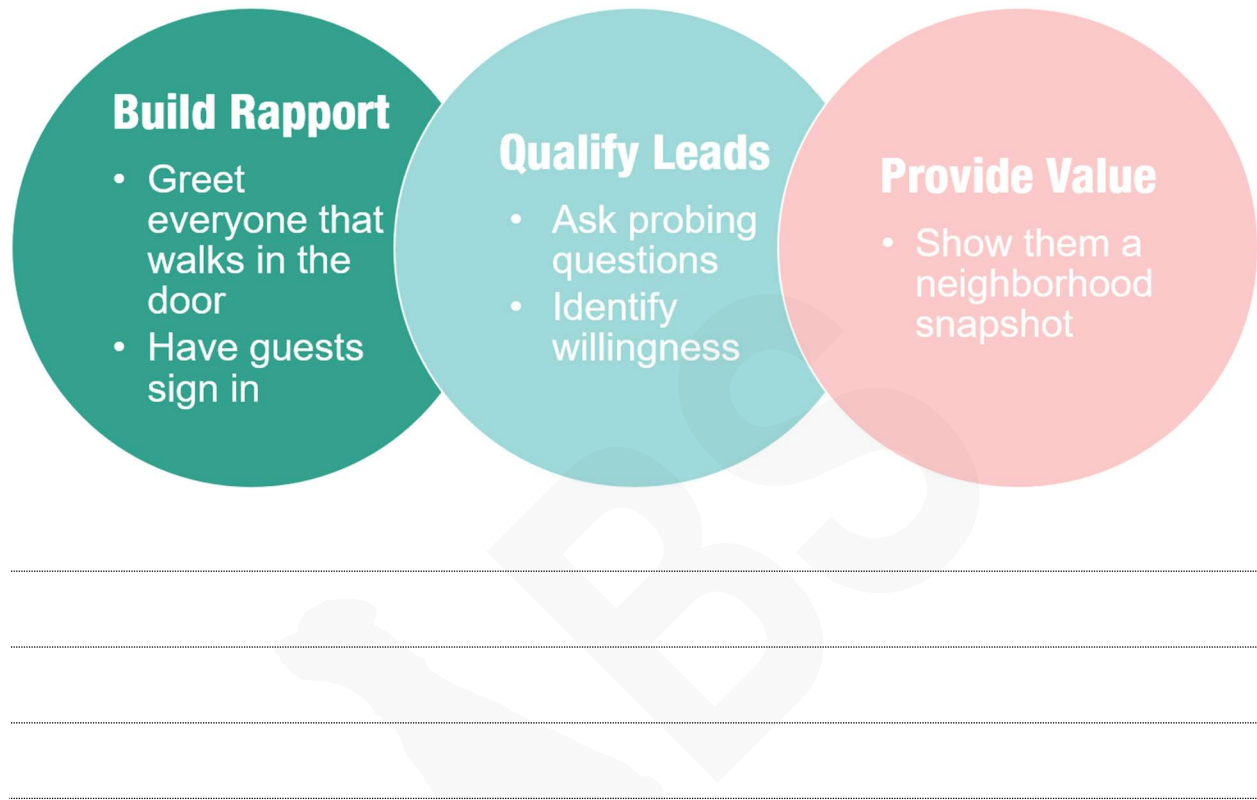 Build Rapport
• Greet
everyone that
walks in the
door
• Have guests
sign in
Qualify Leads
• Ask probing
questions
• Identify
willingness
Provide Value
• Show them a
neighborhood
snapshot
BS